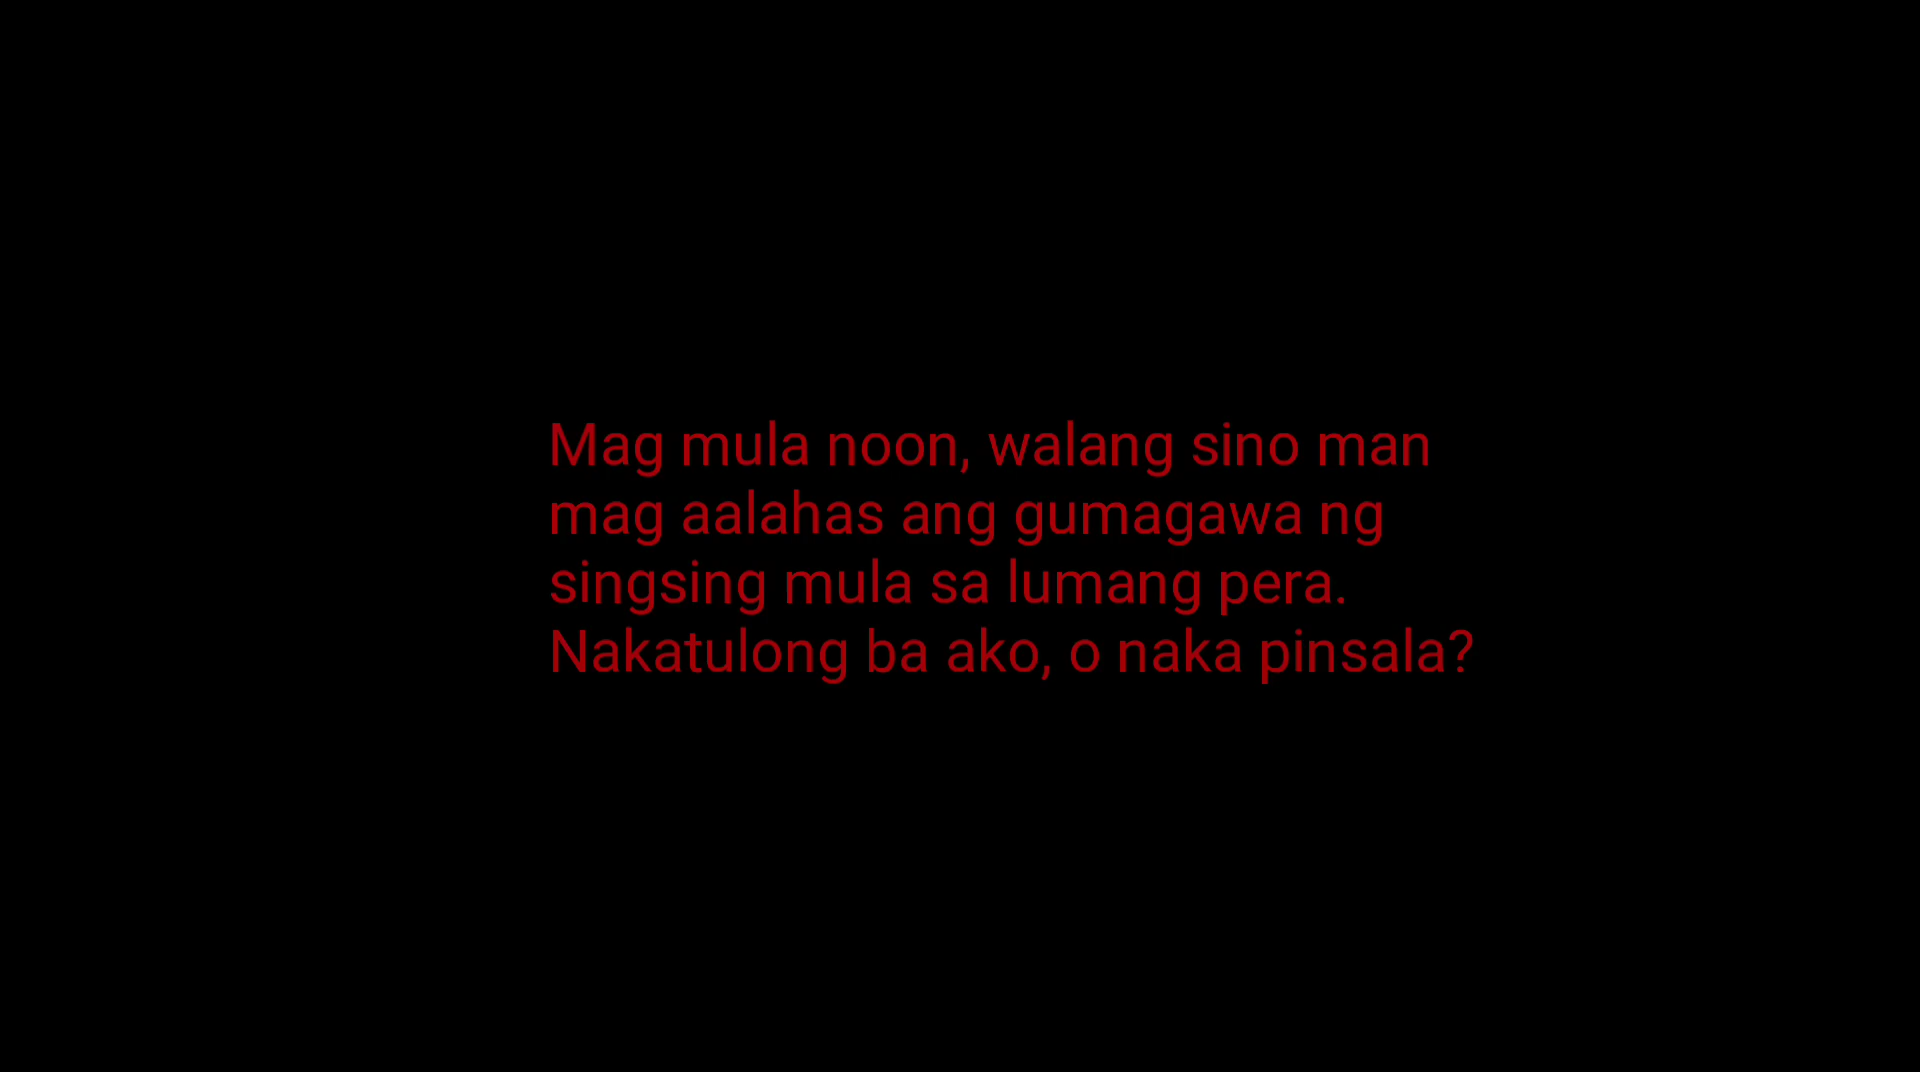 Mag mula noon, walang sino man
mag aalahas ang gumagawa ng
singsing mula sa lumang pera.
Nakatulong ba ako, o naka pinsala?